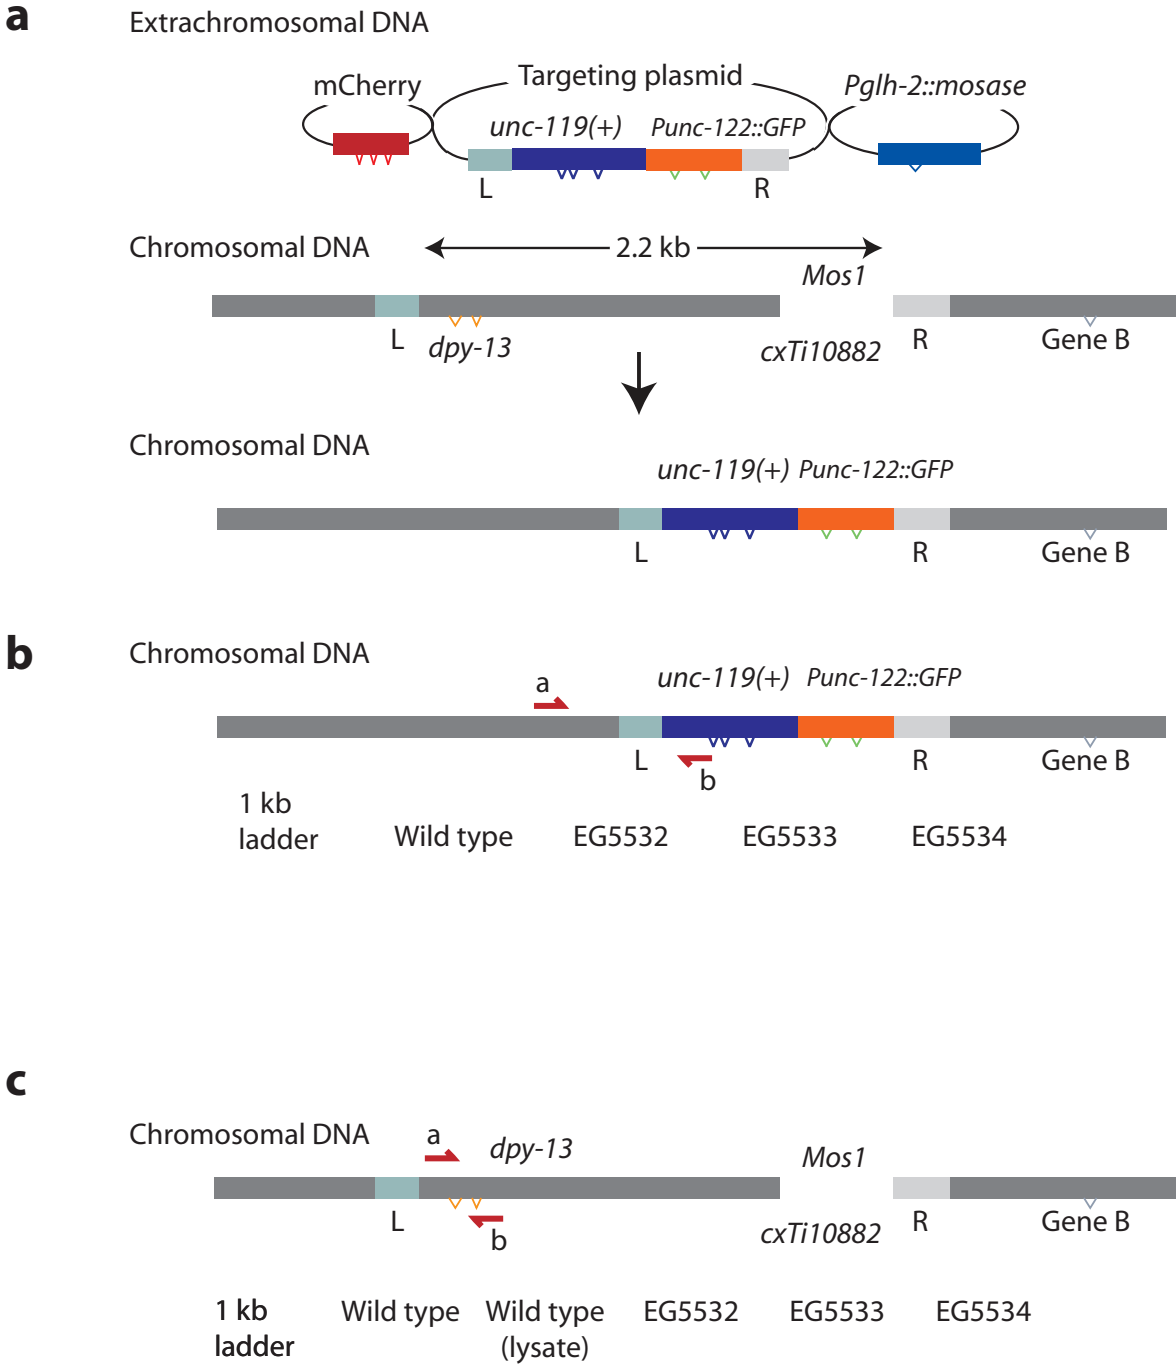 a
Extrachromosomal DNA
mCherry
Targeting plasmid
Pglh-2::mosase
unc-119(+)
Punc-122::GFP
L
R
Chromosomal DNA
2.2 kb
Mos1
L
dpy-13
cxTi10882
R
Gene B
Chromosomal DNA
unc-119(+)
Punc-122::GFP
L
R
Gene B
b
Chromosomal DNA
a
unc-119(+)
Punc-122::GFP
L
b
R
Gene B
1 kb
ladder
Wild type
EG5532
EG5533
EG5534
c
Chromosomal DNA
a
dpy-13
Mos1
L
b
cxTi10882
R
Gene B
1 kb
ladder
Wild type
Wild type
(lysate)
EG5532
EG5533
EG5534